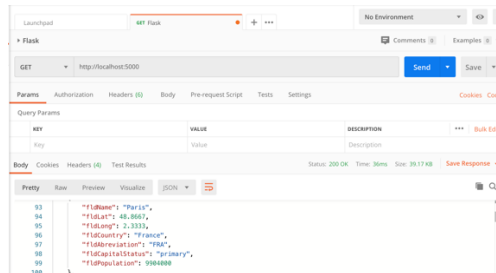 Launchpad GET Flask + ••• No Environment
Flask Comments 0 Examples 0
GET http://localhost:5000 Send Save
Params Authorization Headers (6) Body Pre-request Script Tests Settings Cookies
Query Params
KEY VALUE DESCRIPTION ••• Bulk Ed
Key Value Description
Body Cookies Headers (4) Test Results Status: 200 OK Time: 36ms Size: 39.17 KB Save Response
Pretty Raw Preview Visualize JSON
93 "fldName": "Paris",
94 "fldLat": 48.8667,
95 "fldLong": 2.3333,
96 "fldCountry": "France",
97 "fldAbreviation": "FRA",
98 "fldCapitalStatus": "primary",
99 "fldPopulation": 9904000
100 }